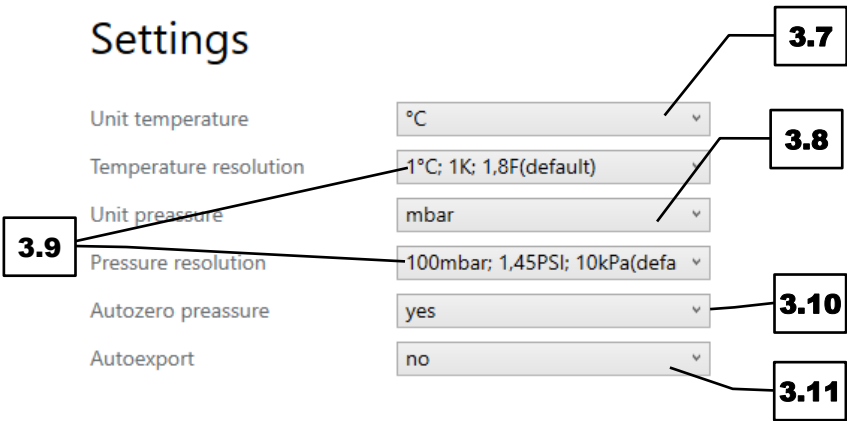 Settings
3.7
Unit temperature °C
3.8
Temperature resolution 1°C; 1K; 1,8F(default)
Unit preassure mbar
3.9
Pressure resolution 100mbar; 1,45PSI; 10kPa(defa
Autozero preassure yes
3.10
Autoexport no
3.11